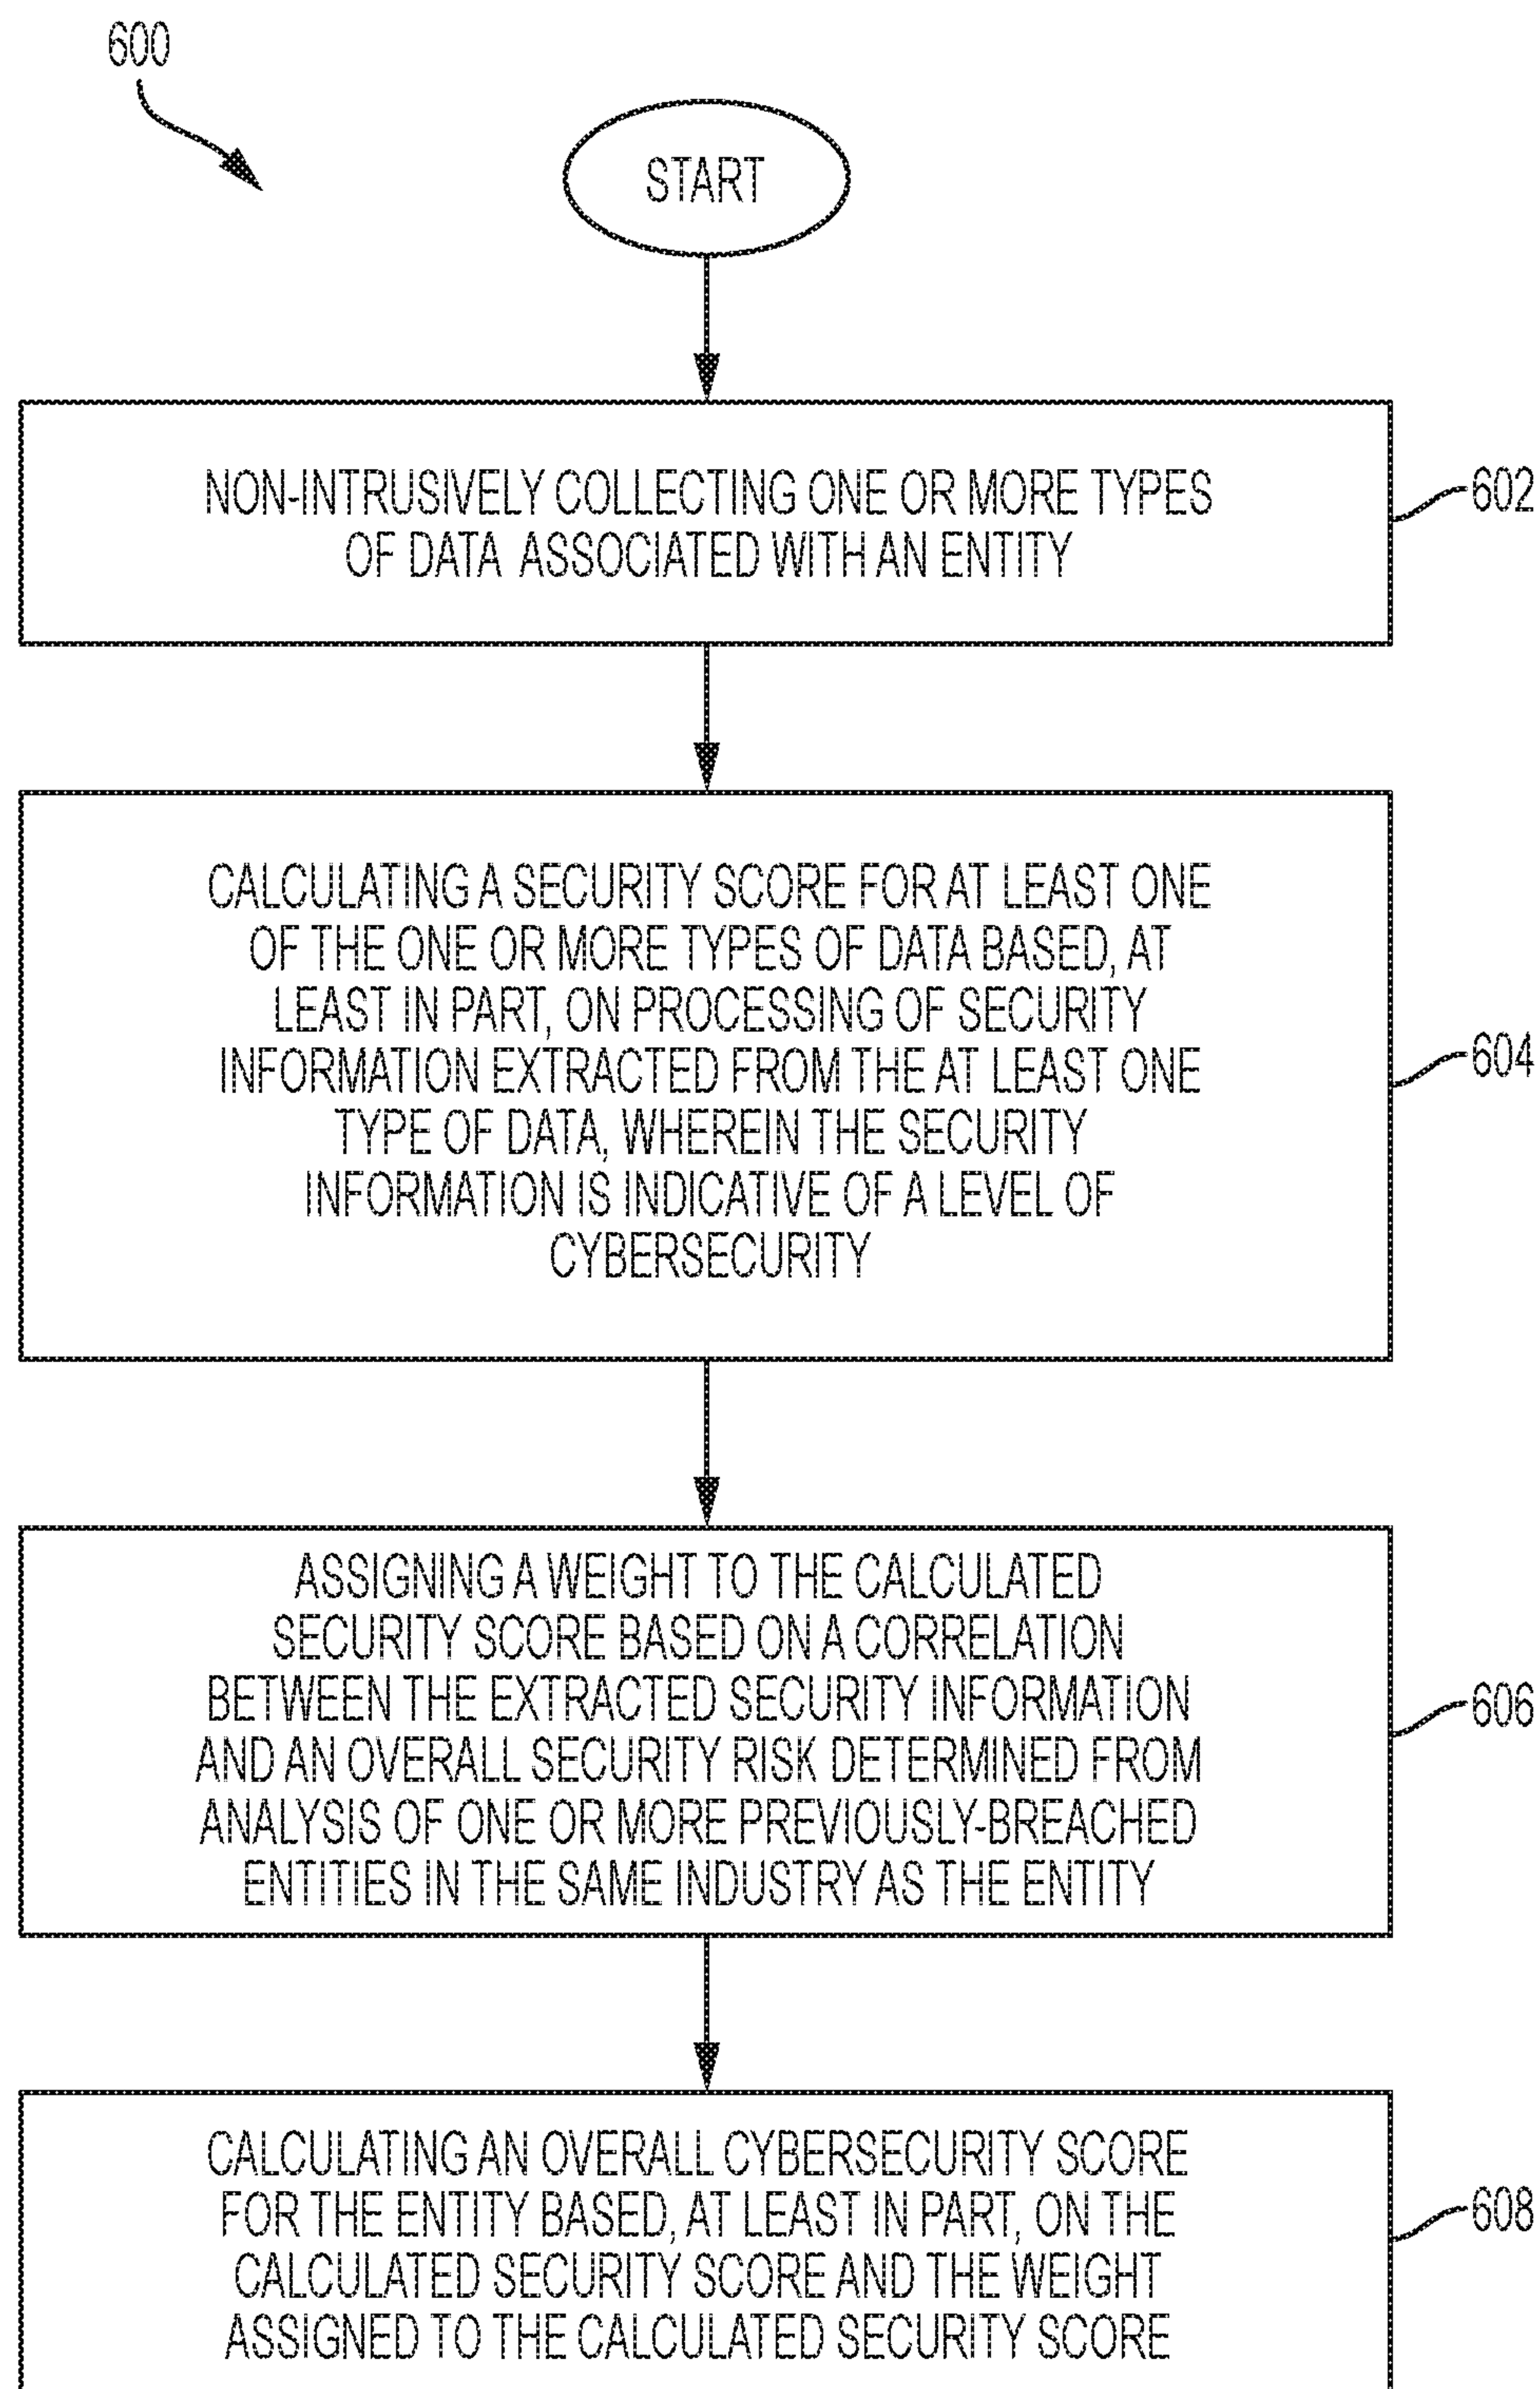 600
START
NON-INTRUSIVELY COLLECTING ONE OR MORE TYPES
OF DATA ASSOCIATED WITH AN ENTITY
602
CALCULATING A SECURITY SCORE FOR AT LEAST ONE
OF THE ONE OR MORE TYPES OF DATA BASED, AT
LEAST IN PART, ON PROCESSING OF SECURITY
INFORMATION EXTRACTED FROM THE AT LEAST ONE
TYPE OF DATA, WHEREIN THE SECURITY
INFORMATION IS INDICATIVE OF A LEVEL OF
CYBERSECURITY
604
ASSIGNING A WEIGHT TO THE CALCULATED
SECURITY SCORE BASED ON A CORRELATION
BETWEEN THE EXTRACTED SECURITY INFORMATION
AND AN OVERALL SECURITY RISK DETERMINED FROM
ANALYSIS OF ONE OR MORE PREVIOUSLY-BREACHED
ENTITIES IN THE SAME INDUSTRY AS THE ENTITY
606
CALCULATING AN OVERALL CYBERSECURITY SCORE
FOR THE ENTITY BASED, AT LEAST IN PART, ON THE
CALCULATED SECURITY SCORE AND THE WEIGHT
ASSIGNED TO THE CALCULATED SECURITY SCORE
608